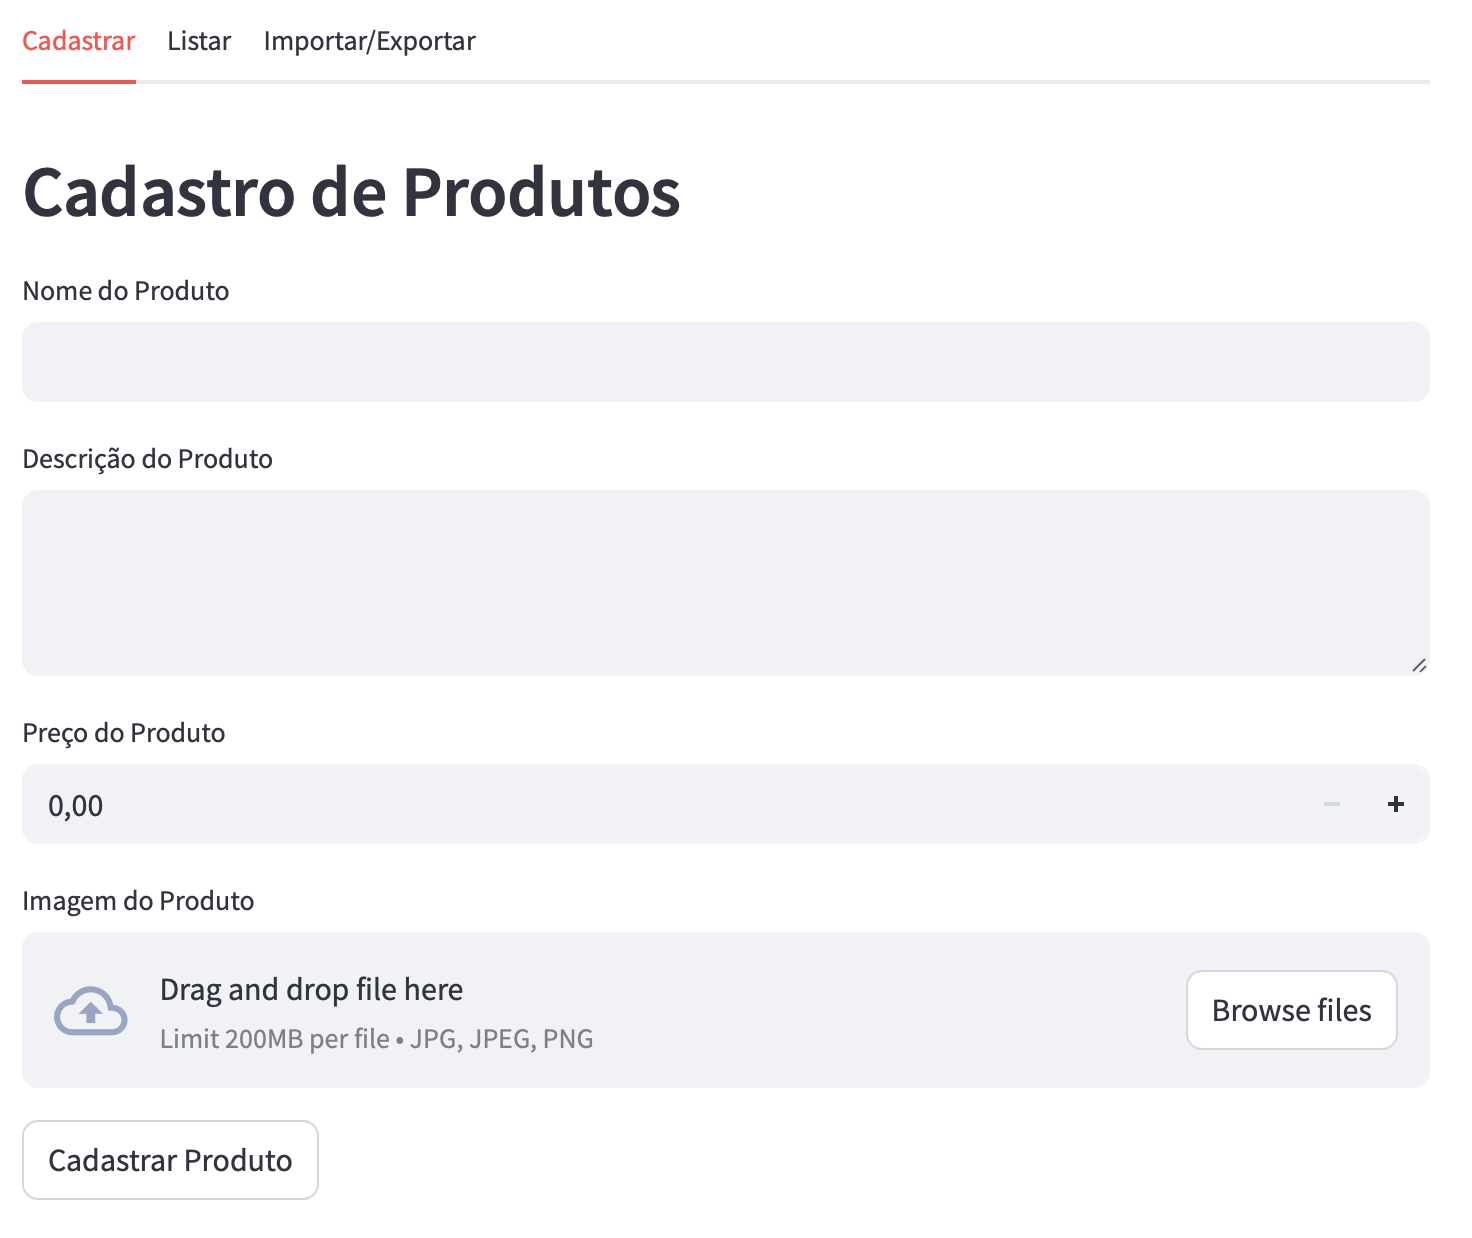 Cadastrar Listar Importar/Exportar
Cadastro de Produtos
Nome do Produto
Descrição do Produto
Preço do Produto
0,00
Imagem do Produto
Drag and drop file here
Limit 200MB per file • JPG, JPEG, PNG
Browse files
Cadastrar Produto